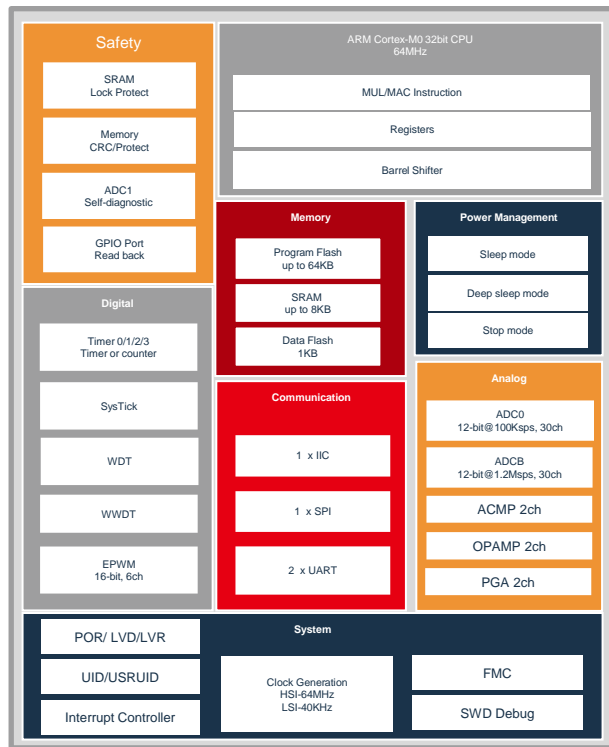 Safety
SRAM
Lock Protect
Memory
CRC/Protect
ADC1
Self-diagnostic
GPIO Port
Read back
ARM Cortex-M0 32bit CPU
64MHz
MUL/MAC Instruction
Registers
Barrel Shifter
Memory
Program Flash
up to 64KB
SRAM
up to 8KB
Data Flash
1KB
Power Management
Sleep mode
Deep sleep mode
Stop mode
Digital
Timer 0/1/2/3
Timer or counter
SysTick
WDT
WWDT
EPWM
16-bit, 6ch
Communication
1 x IIC
1 x SPI
2 x UART
Analog
ADC0
12-bit@100Ksps, 30ch
ADCB
12-bit@1.2Msps, 30ch
ACMP 2ch
OPAMP 2ch
PGA 2ch
System
POR/ LVD/LVR
UID/USRUID
Interrupt Controller
Clock Generation
HSI-64MHz
LSI-40KHz
FMC
SWD Debug